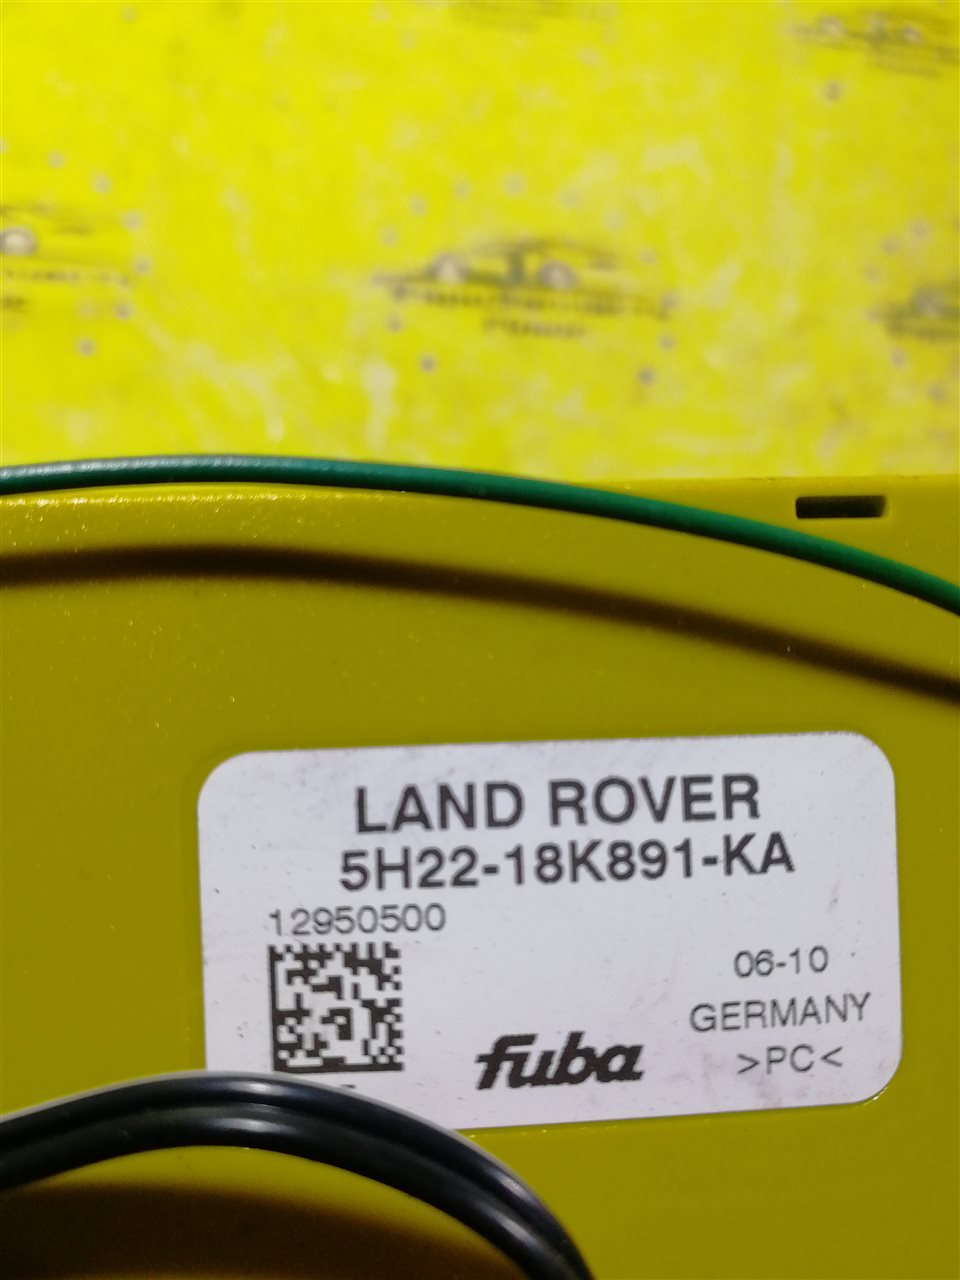 LAND ROVER
5H22-18K891-KA
12950500
06-10
GERMANY
fuba
>PC<